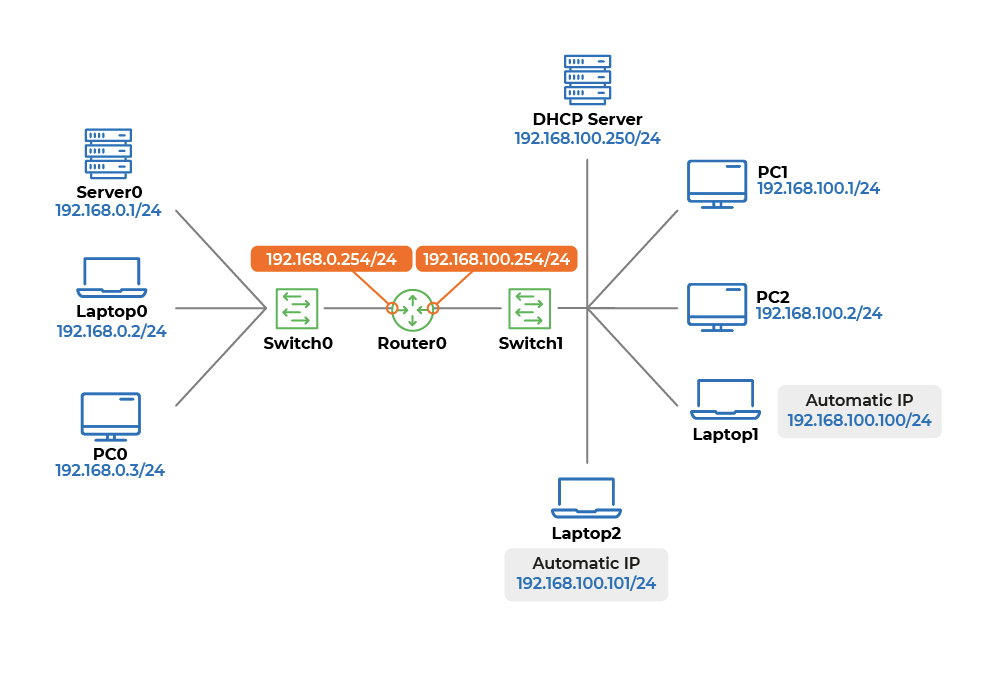 DHCP Server
192.168.100.250/24
Server0
192.168.0.1/24
PC1
192.168.100.1/24
192.168.0.254/24
192.168.100.254/24
Laptop0
192.168.0.2/24
Switch0
Router0
Switch1
PC2
192.168.100.2/24
PC0
192.168.0.3/24
Laptop1
Automatic IP
192.168.100.100/24
Laptop2
Automatic IP
192.168.100.101/24